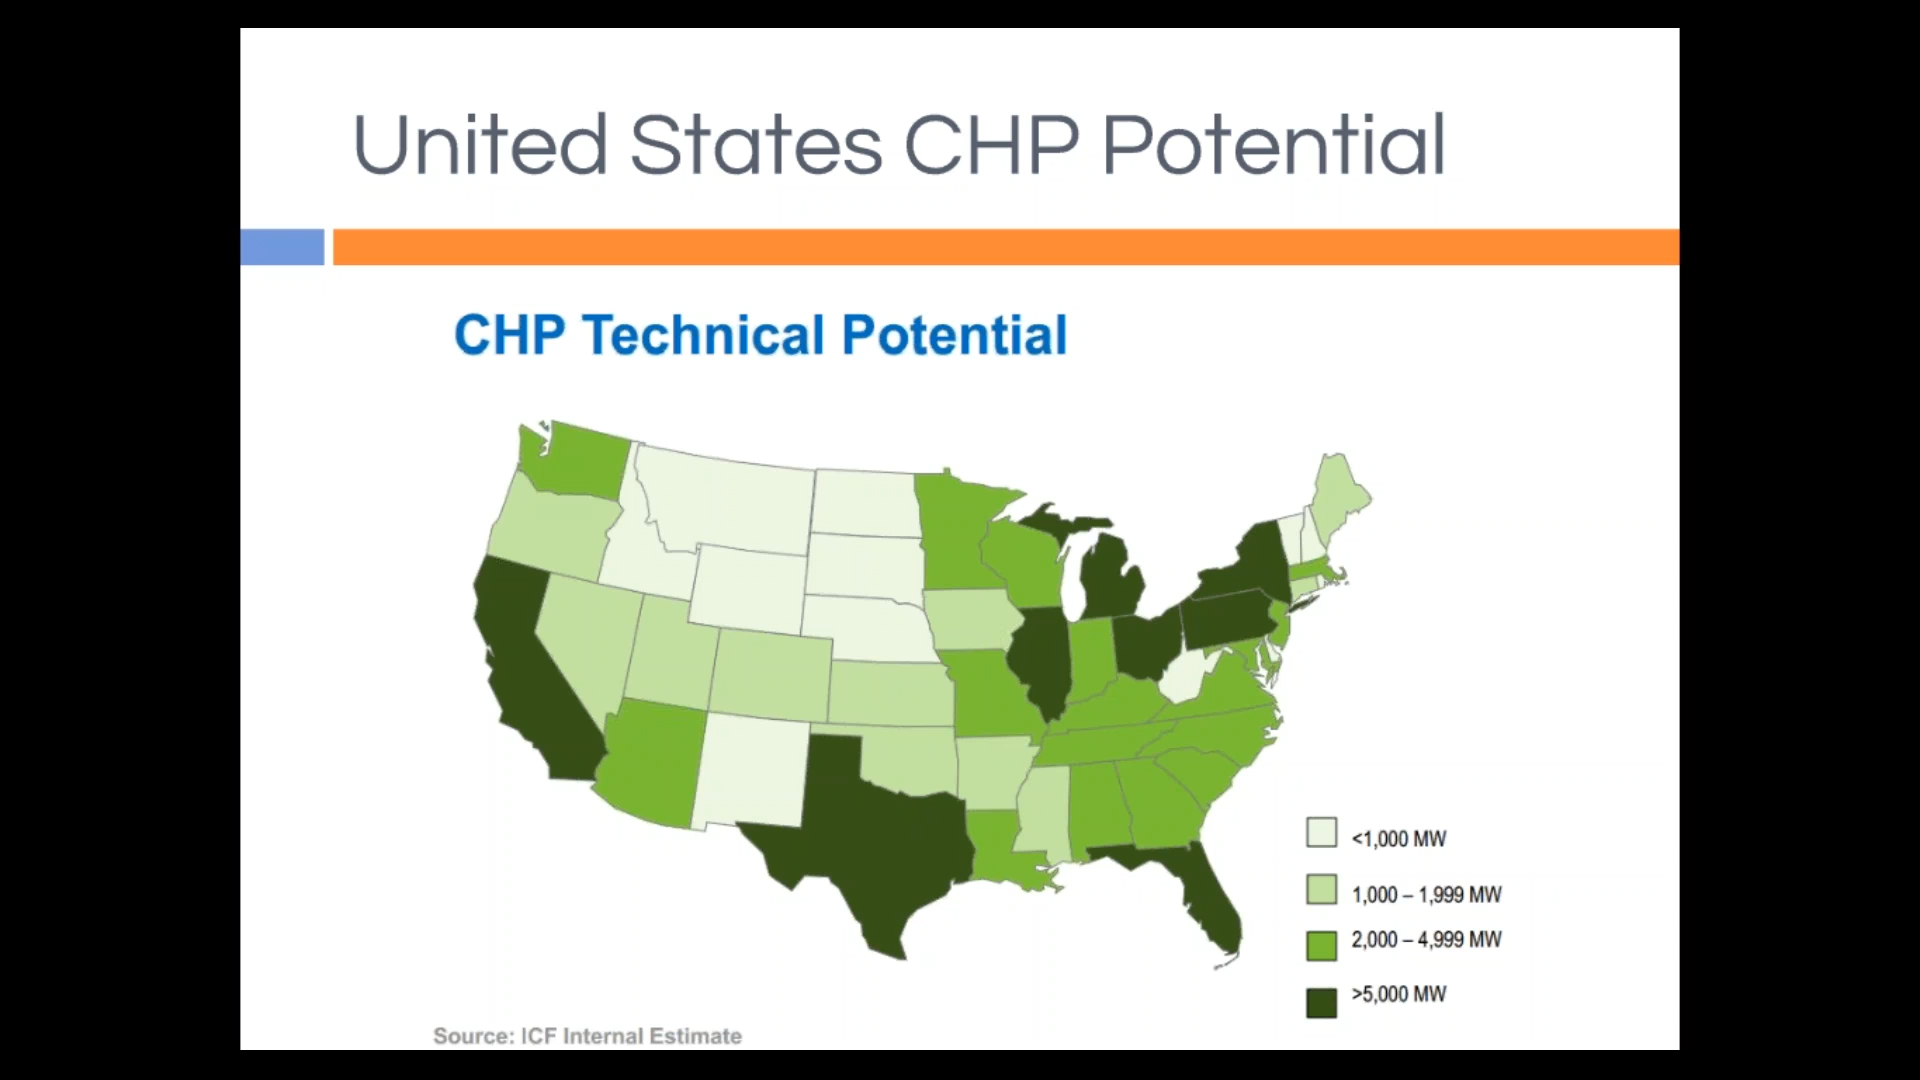 United States CHP Potential
CHP Technical Potential
<1,000 MW
1,000 – 1,999 MW
2,000 – 4,999 MW
>5,000 MW
Source: ICF Internal Estimate